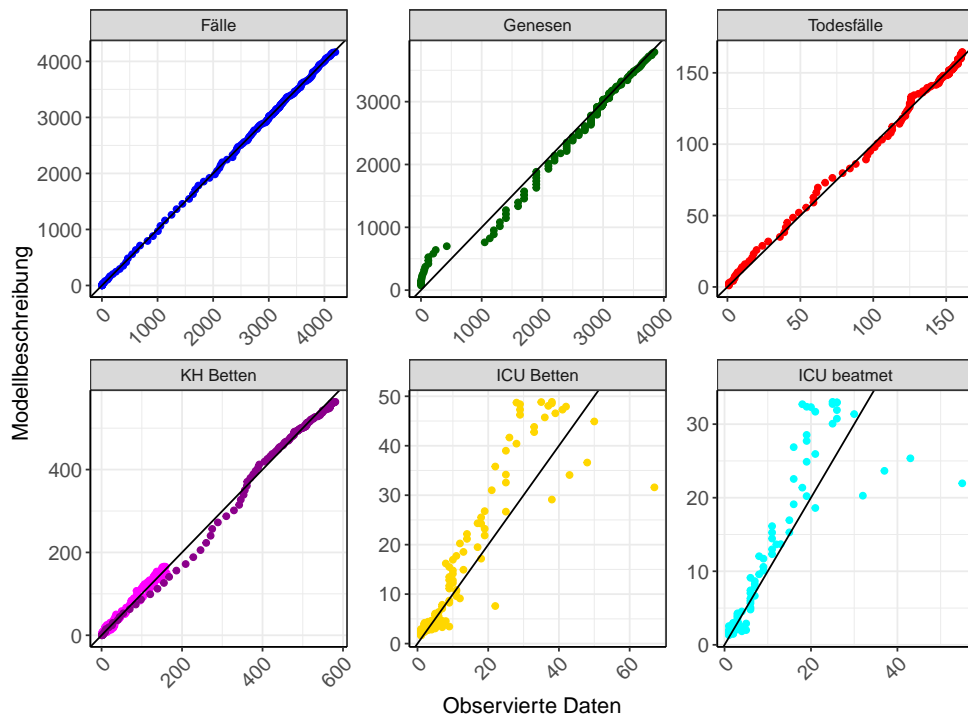 Fälle
Genesen
Todesfälle
4000
3000
2000
1000
0
3000
2000
1000
0
150
100
50
0
0 1000 2000 3000 4000
0 1000 2000 3000 4000
0 50 100 150
Modellbeschreibung
KH Betten
ICU Betten
ICU beatmet
400
200
0
50
40
30
20
10
0
30
20
10
0
0 200 400 600
0 20 40 60
0 20 40
Observierte Daten